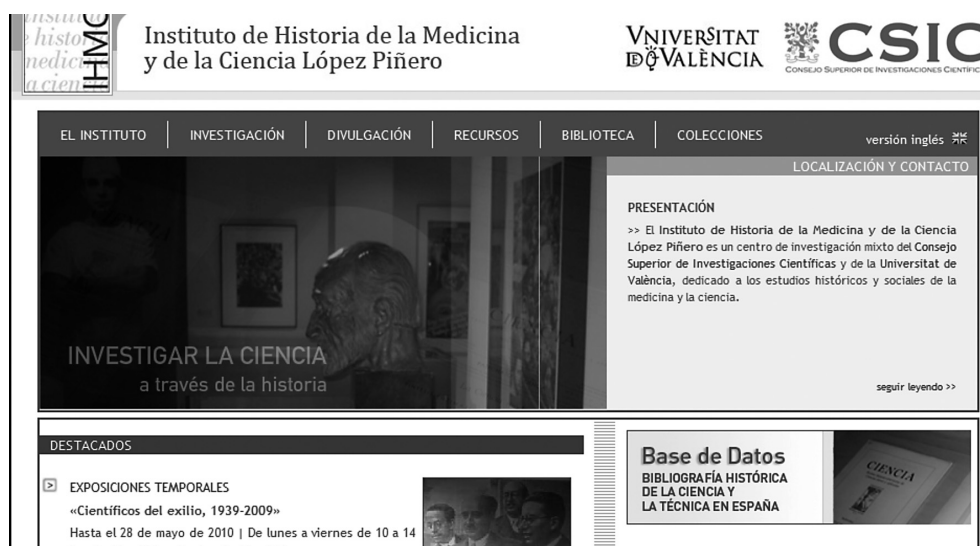 IHMC
Instituto de Historia de la Medicina
y de la Ciencia López Piñero
VNIVERSITAT
DE VALÈNCIA
CSIC
CONSEJO SUPERIOR DE INVESTIGACIONES CIENTÍFIC
EL INSTITUTO
INVESTIGACIÓN
DIVULGACIÓN
RECURSOS
BIBLIOTECA
COLECCIONES
versión inglés
LOCALIZACIÓN Y CONTACTO
INVESTIGAR LA CIENCIA
a través de la historia
PRESENTACIÓN
>> El Instituto de Historia de la Medicina y de la Ciencia
López Piñero es un centro de investigación mixto del Consejo
Superior de Investigaciones Científicas y de la Universitat de
València, dedicado a los estudios históricos y sociales de la
medicina y la ciencia.
seguir leyendo >>
DESTACADOS
EXPOSICIONES TEMPORALES
«Científicos del exilio, 1939-2009»
Hasta el 28 de mayo de 2010 | De lunes a viernes de 10 a 14
Base de Datos
BIBLIOGRAFÍA HISTÓRICA
DE LA CIENCIA Y
LA TÉCNICA EN ESPAÑA
CIENCIA